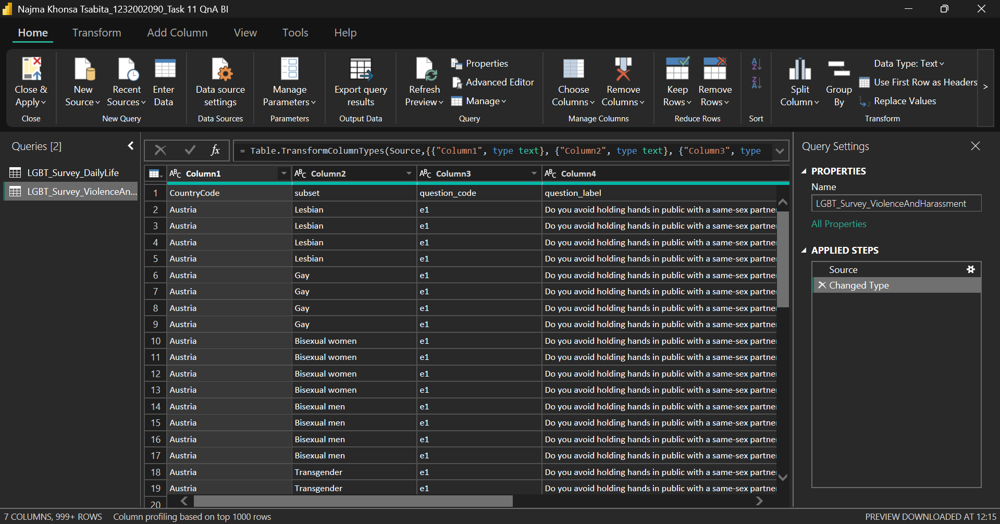 Najma Khonsa Tsabita_1232002090_Task 11 QnA BI
Home Transform Add Column View Tools Help
Close & Apply
Close
New Source
Recent Sources
Enter Data
New Query
Data source settings
Data Sources
Manage Parameters
Parameters
Export query results
Output Data
Refresh Preview
Properties
Advanced Editor
Manage
Query
Choose Columns
Remove Columns
Manage Columns
Keep Rows
Remove Rows
Reduce Rows
Sort
Split Column
Group By
Data Type: Text
Use First Row as Headers
Replace Values
Transform
Queries [2]
LGBT_Survey_DailyLife
LGBT_Survey_ViolenceAn...
fx = Table.TransformColumnTypes(Source,{{"Column1", type text}, {"Column2", type text}, {"Column3", type
ABC Column1 ABC Column2 ABC Column3 ABC Column4
1 CountryCode subset question_code question_label
2 Austria Lesbian e1 Do you avoid holding hands in public with a same-sex partne
3 Austria Lesbian e1 Do you avoid holding hands in public with a same-sex partne
4 Austria Lesbian e1 Do you avoid holding hands in public with a same-sex partne
5 Austria Lesbian e1 Do you avoid holding hands in public with a same-sex partne
6 Austria Gay e1 Do you avoid holding hands in public with a same-sex partne
7 Austria Gay e1 Do you avoid holding hands in public with a same-sex partne
8 Austria Gay e1 Do you avoid holding hands in public with a same-sex partne
9 Austria Gay e1 Do you avoid holding hands in public with a same-sex partne
10 Austria Bisexual women e1 Do you avoid holding hands in public with a same-sex partne
11 Austria Bisexual women e1 Do you avoid holding hands in public with a same-sex partne
12 Austria Bisexual women e1 Do you avoid holding hands in public with a same-sex partne
13 Austria Bisexual women e1 Do you avoid holding hands in public with a same-sex partne
14 Austria Bisexual men e1 Do you avoid holding hands in public with a same-sex partne
15 Austria Bisexual men e1 Do you avoid holding hands in public with a same-sex partne
16 Austria Bisexual men e1 Do you avoid holding hands in public with a same-sex partne
17 Austria Bisexual men e1 Do you avoid holding hands in public with a same-sex partne
18 Austria Transgender e1 Do you avoid holding hands in public with a same-sex partne
19 Austria Transgender e1 Do you avoid holding hands in public with a same-sex partne
20
Query Settings
PROPERTIES
Name
LGBT_Survey_ViolenceAndHarassment
All Properties
APPLIED STEPS
Source
Changed Type
7 COLUMNS, 999+ ROWS Column profiling based on top 1000 rows
PREVIEW DOWNLOADED AT 12:15